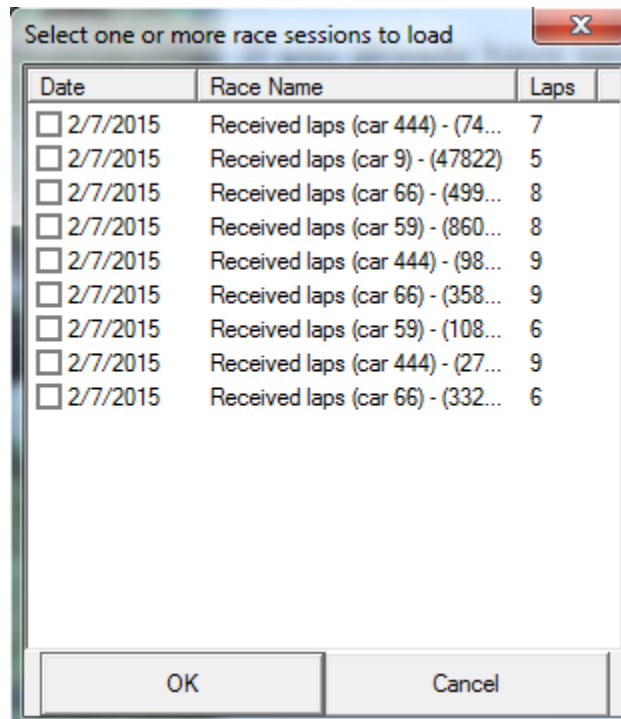 Select one or more race sessions to load
Date Race Name Laps
2/7/2015 Received laps (car 444) - (74... 7
2/7/2015 Received laps (car 9) - (47822) 5
2/7/2015 Received laps (car 66) - (499... 8
2/7/2015 Received laps (car 59) - (860... 8
2/7/2015 Received laps (car 444) - (98... 9
2/7/2015 Received laps (car 66) - (358... 9
2/7/2015 Received laps (car 59) - (108... 6
2/7/2015 Received laps (car 444) - (27... 9
2/7/2015 Received laps (car 66) - (332... 6
OK Cancel